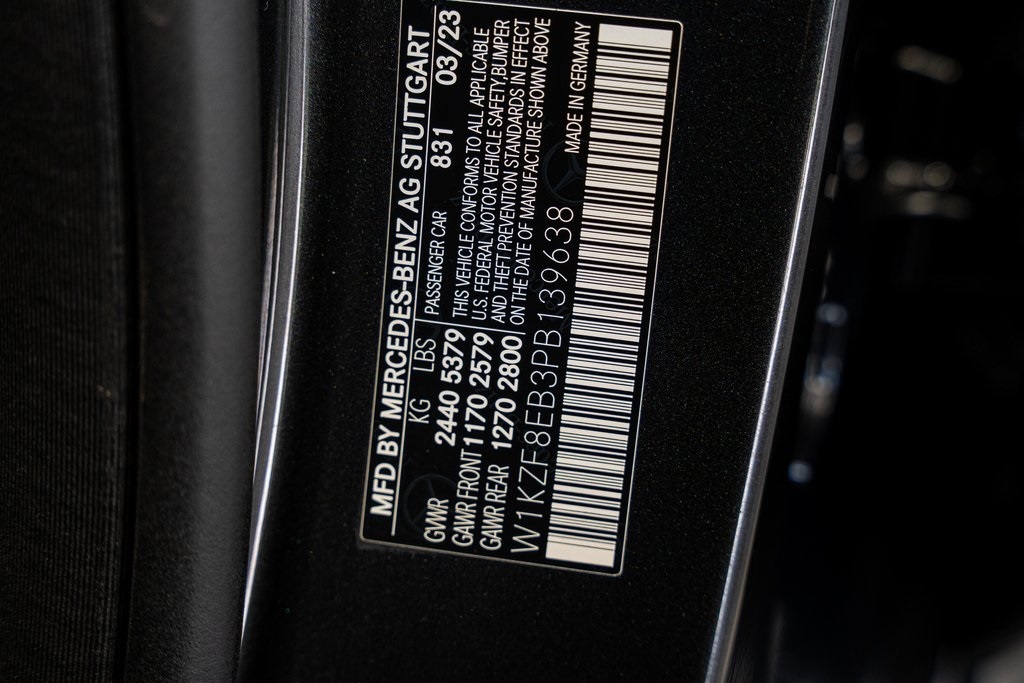 MFD BY MERCEDES-BENZ AG STUTTGART
KG LBS PASSENGER CAR 831 03/23
GVWR 2440 5379 THIS VEHICLE CONFORMS TO ALL APPLICABLE
GAWR FRONT 1170 2579 U.S. FEDERAL MOTOR VEHICLE SAFETY, BUMPER
GAWR REAR 1270 2800 AND THEFT PREVENTION STANDARDS IN EFFECT
ON THE DATE OF MANUFACTURE SHOWN ABOVE
W1KZF8EB3PB139638 MADE IN GERMANY